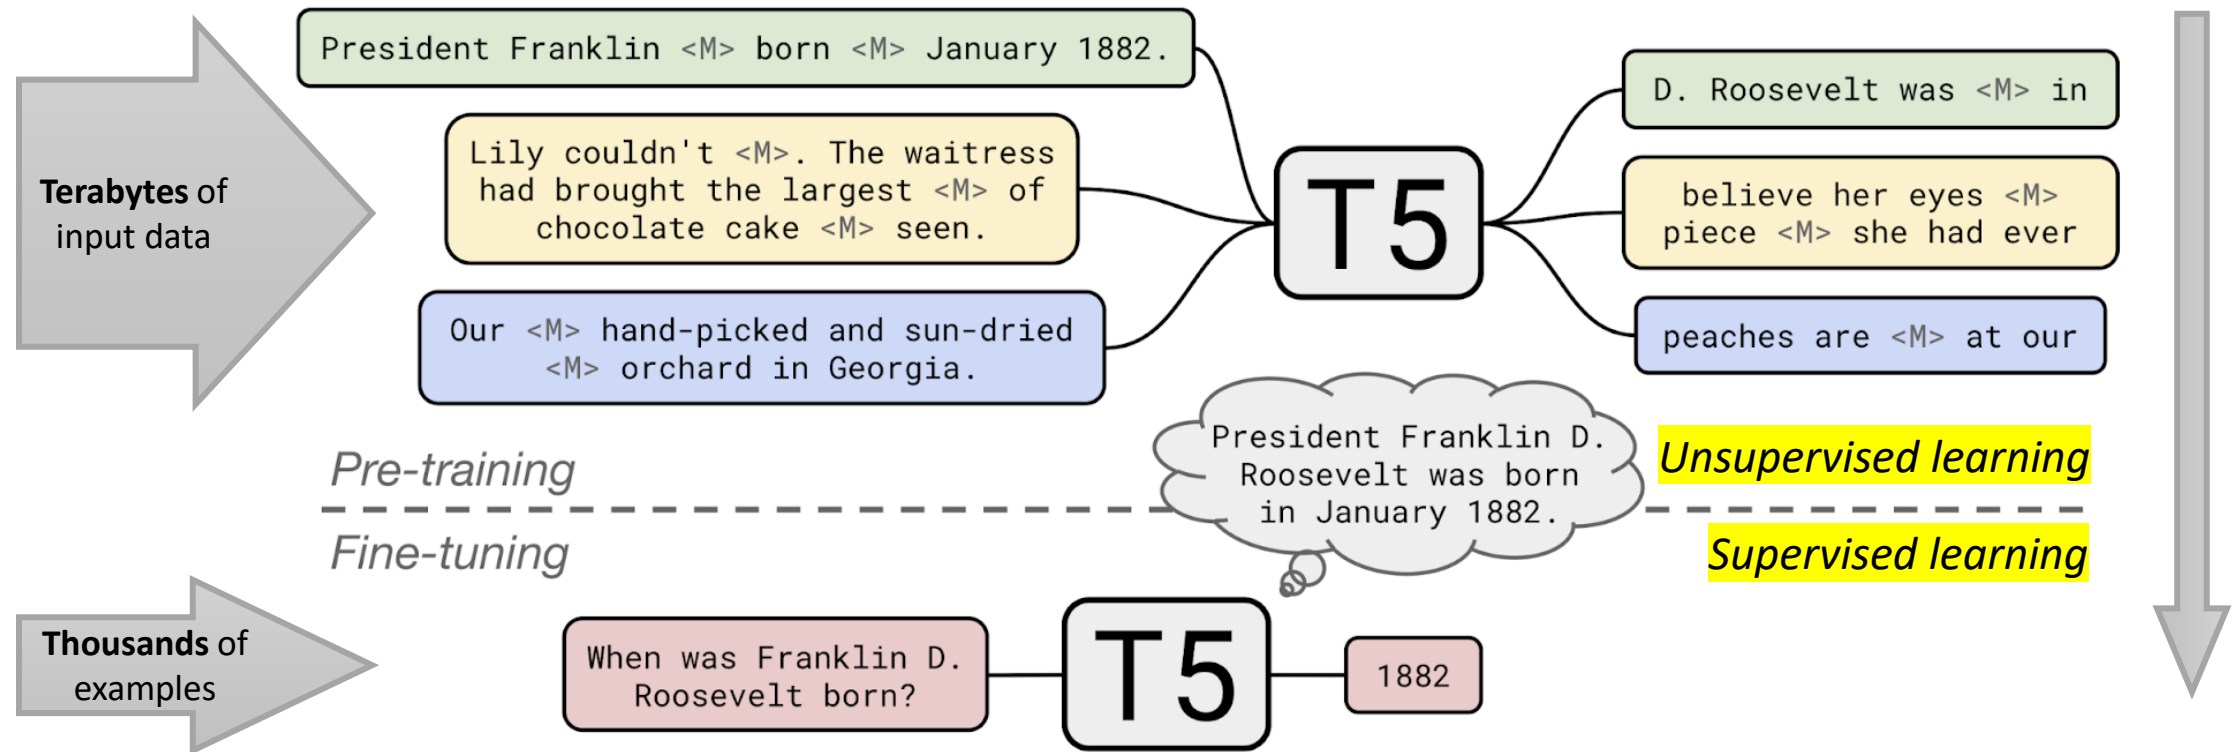 Terabytes of
input data
President Franklin <M> born <M> January 1882.
Lily couldn't <M>. The waitress
had brought the largest <M> of
chocolate cake <M> seen.
Our <M> hand-picked and sun-dried
<M> orchard in Georgia.
T5
D. Roosevelt was <M> in
believe her eyes <M>
piece <M> she had ever
peaches are <M> at our
Pre-training
President Franklin D.
Roosevelt was born
in January 1882.
Unsupervised learning
Fine-tuning
Supervised learning
Thousands of
examples
When was Franklin D.
Roosevelt born?
T5
1882